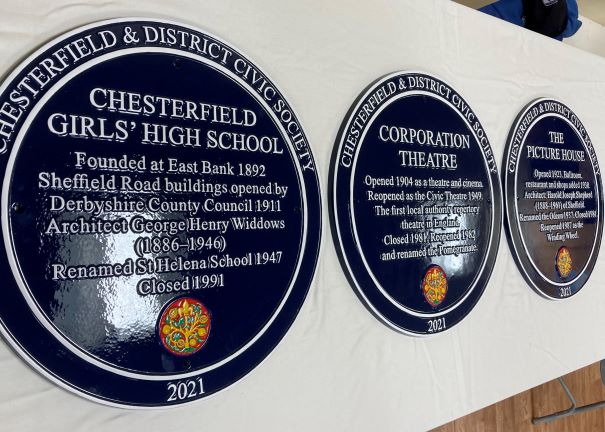 CHESTERFIELD & DISTRICT CIVIC SOCIETY
CHESTERFIELD
GIRLS' HIGH SCHOOL
Founded at East Bank 1892
Sheffield Road buildings opened by
Derbyshire County Council 1911
Architect George Henry Widdows
(1886–1946)
Renamed St Helena School 1947
Closed 1991
2021
CHESTERFIELD & DISTRICT CIVIC SOCIETY
CORPORATION
THEATRE
Opened 1904 as a theatre and cinema.
Reopened as the Civic Theatre 1949.
The first local authority repertory
theatre in England.
Closed 1981, Reopened 1982
and renamed the Pomegranate.
2021
CHESTERFIELD & DISTRICT CIVIC SOCIETY
THE
PICTURE HOUSE
Opened 1923. Ballroom,
restaurant and shops added 1930.
Architect: Harold Joseph Shepherd
of Sheffield.
Renamed the Odeon 1937. Closed 1981.
Reopened 1987 as the
Winding Wheel.
2021